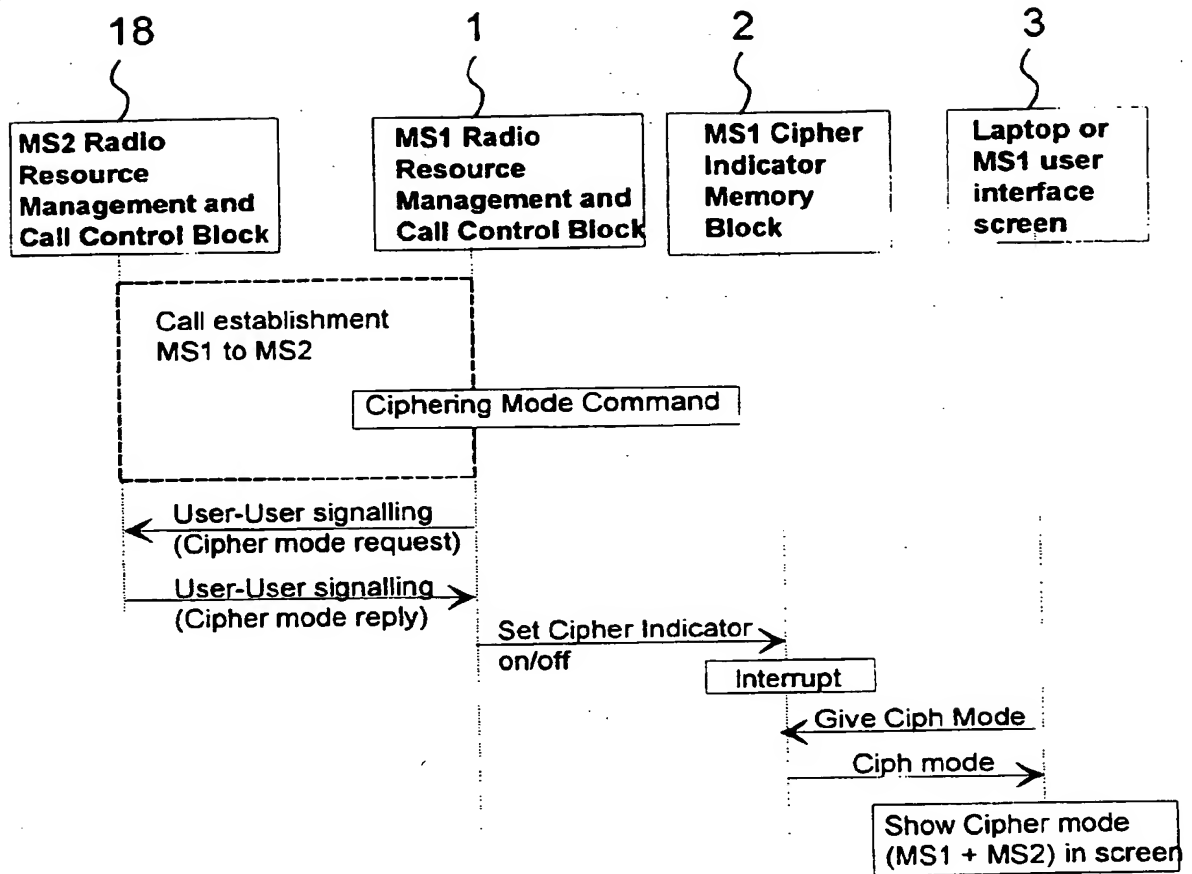 18
1
2
3
MS2 Radio
Resource
Management and
Call Control Block
MS1 Radio
Resource
Management and
Call Control Block
MS1 Cipher
Indicator
Memory
Block
Laptop or
MS1 user
interface
screen
Call establishment
MS1 to MS2
Ciphering Mode Command
User-User signalling
(Cipher mode request)
User-User signalling
(Cipher mode reply)
Set Cipher Indicator
on/off
Interrupt
Give Ciph Mode
Ciph mode
Show Cipher mode
(MS1 + MS2) in screen